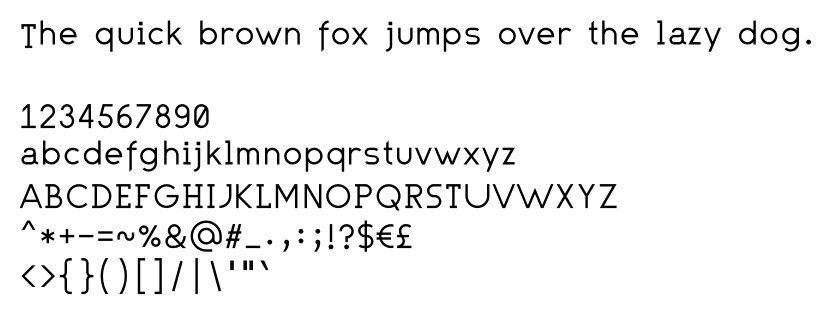 The quick brown fox jumps over the lazy dog.
1234567890
abcdefghijklmnopqrstuvwxyz
ABCDEFGHIJKLMNOPQRSTUVWXYZ
^*+-=~%&@#_.,:;!?$€£
<>{}()[]/|\'"`